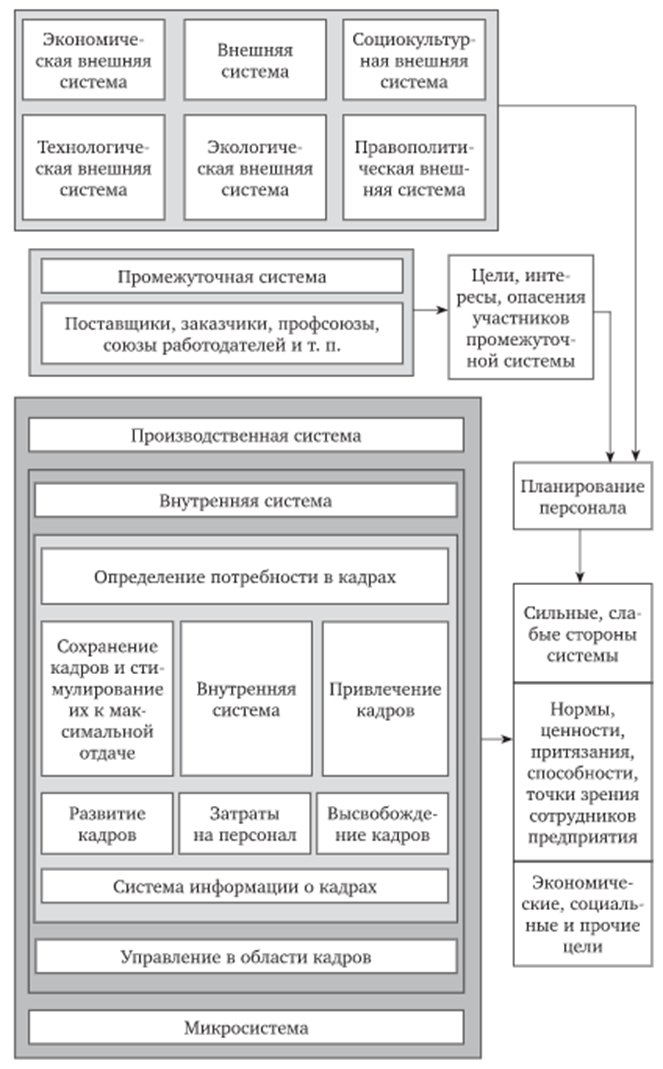 Экономиче-
ская внешняя
система
Внешняя
система
Социокультур-
ная внешняя
система
Технологиче-
ская внешняя
система
Экологиче-
ская внешняя
система
Правополити-
ческая внеш-
няя система
Промежуточная система
Поставщики, заказчики, профсоюзы,
союзы работодателей и т. п.
Цели, инте-
ресы, опасения
участников
промежуточ-
ной системы
Производственная система
Внутренняя система
Определение потребности в кадрах
Сохранение
кадров и сти-
мулирование
их к мак-
симальной
отдаче
Внутренняя
система
Привлечение
кадров
Развитие
кадров
Затраты
на персонал
Высвобожде-
ние кадров
Система информации о кадрах
Управление в области кадров
Микросистема
Планирование
персонала
Сильные, сла-
бые стороны
системы
Нормы,
ценности,
притязания,
способности,
точки зрения
сотрудников
предприятия
Экономиче-
ские, социаль-
ные и прочие
цели